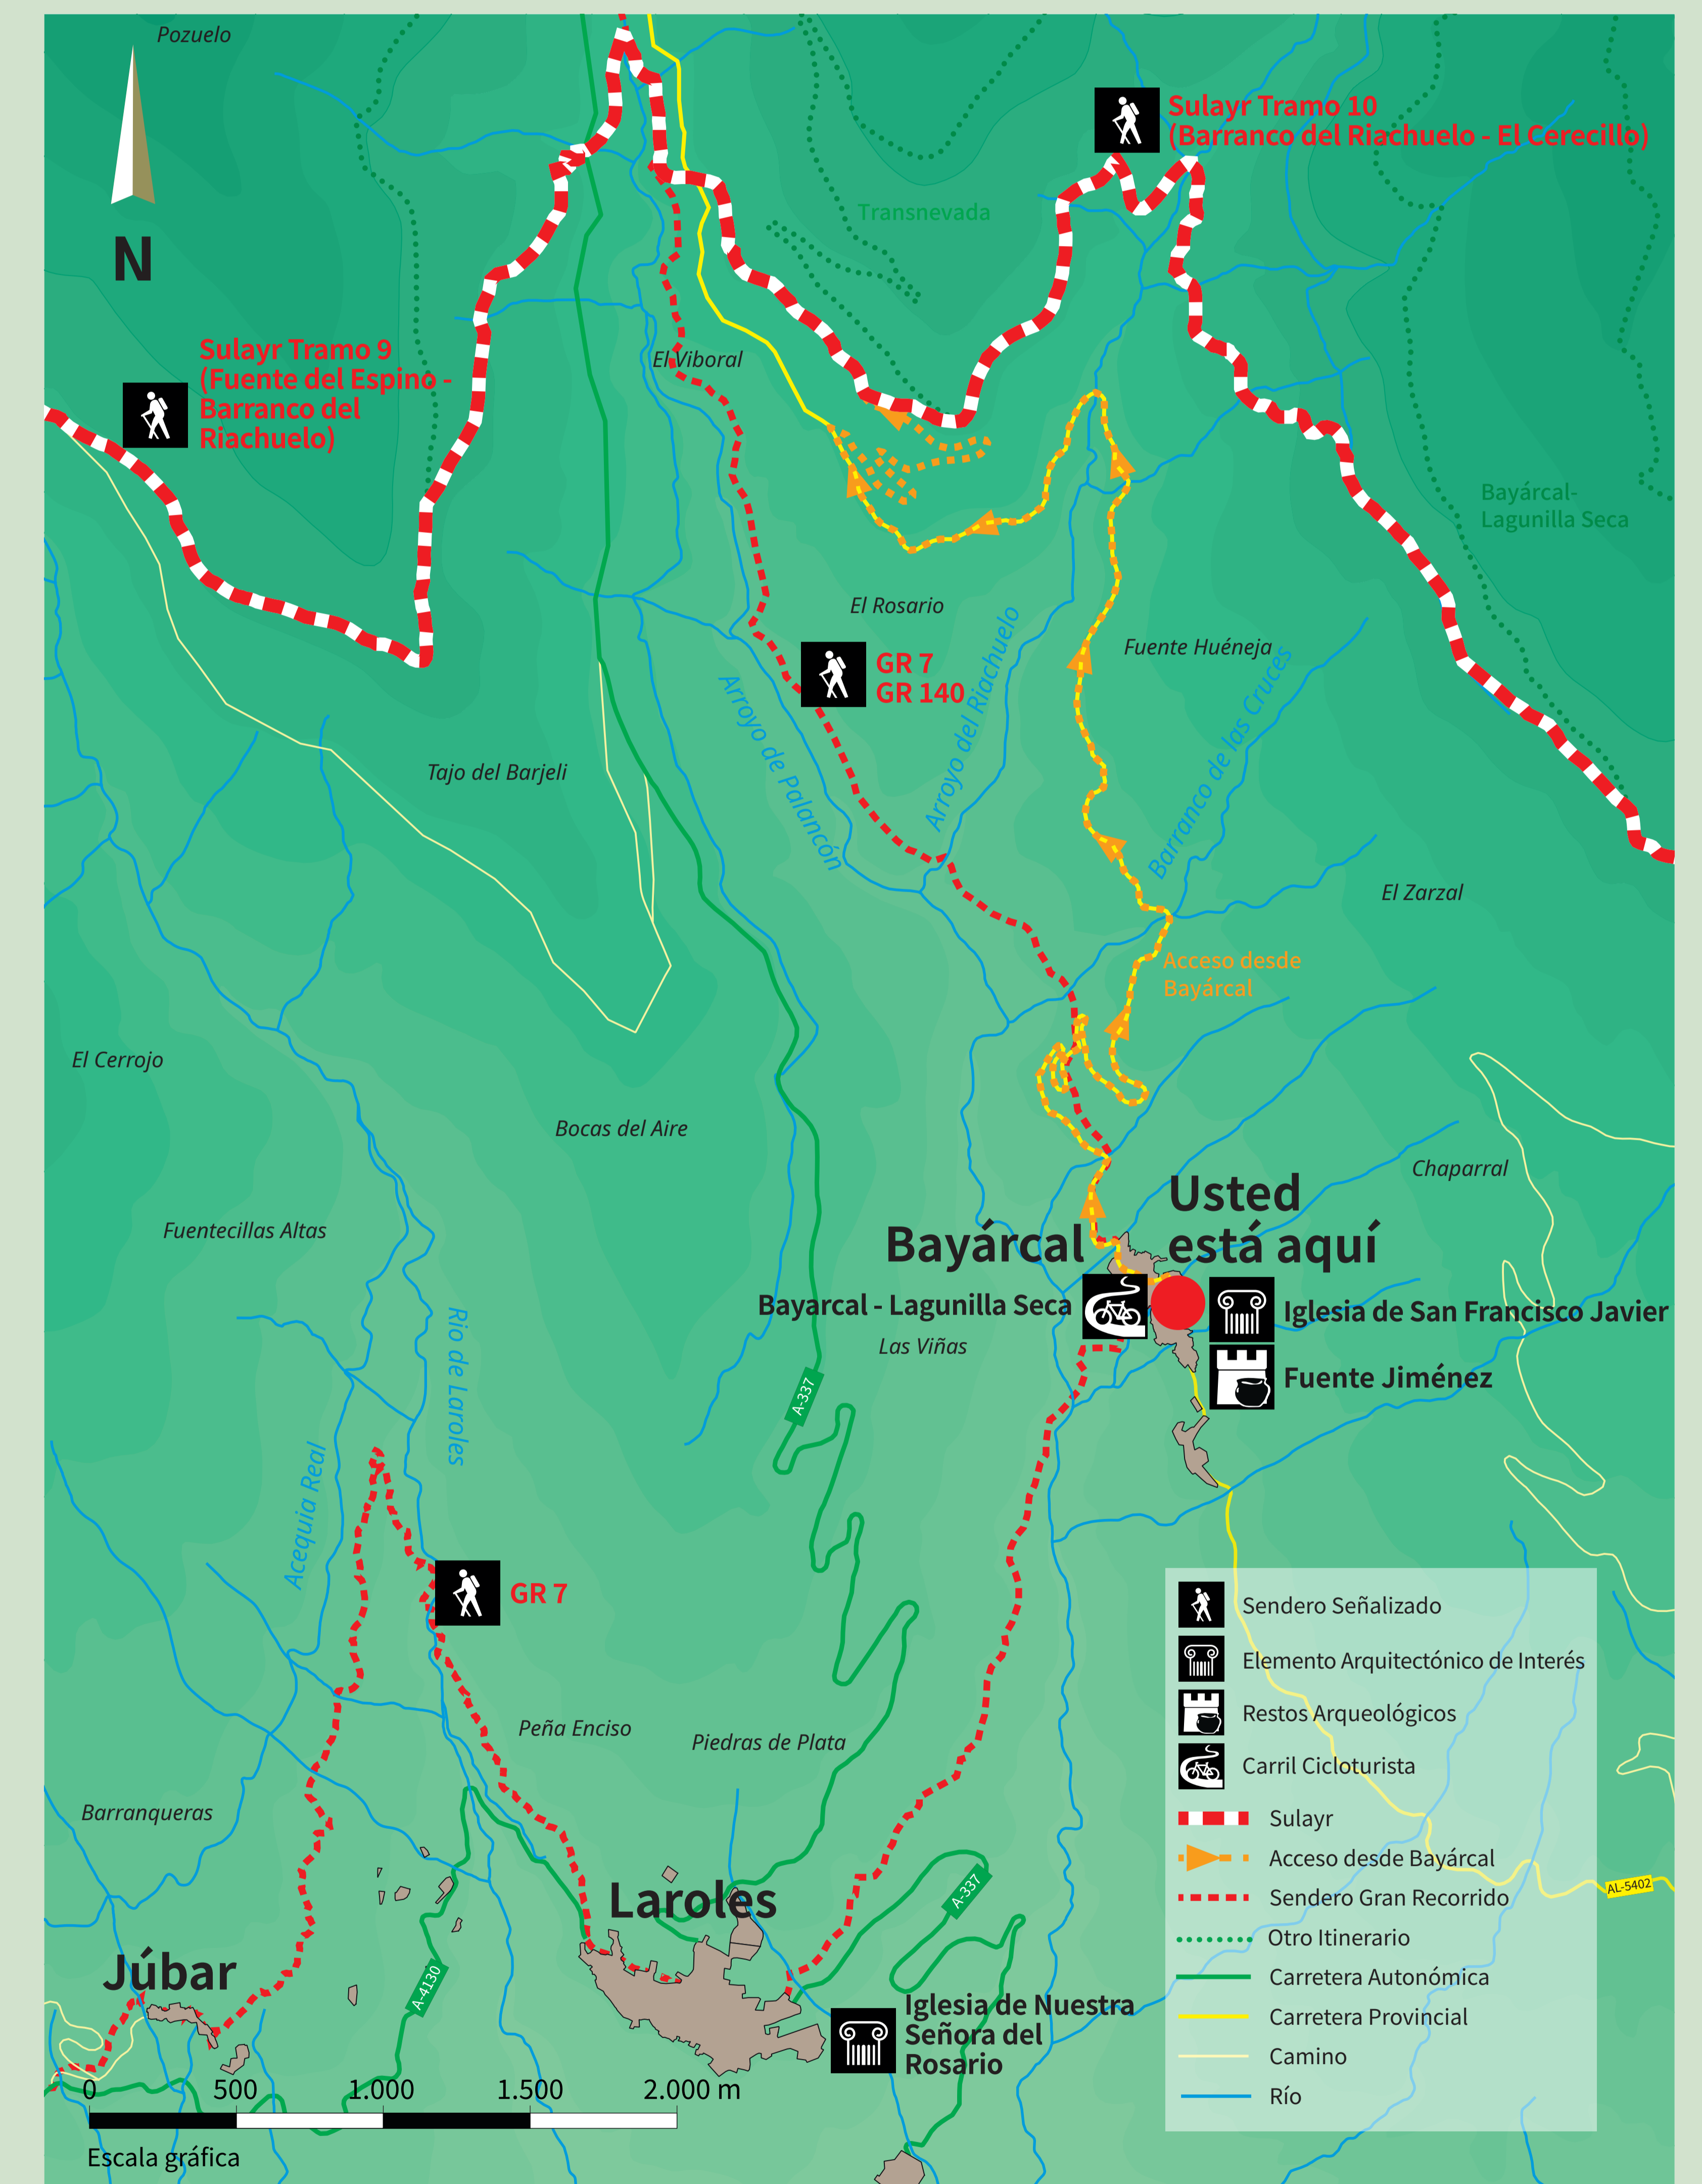 Pozuelo
N
Sulayr Tramo 10
(Barranco del Riachuelo - El Cerecillo)
Transnevada
Sulayr Tramo 9
(Fuente del Espino -
Barranco del
Riachuelo)
El Viboral
Bayárcal-
Lagunilla Seca
El Rosario
Fuente Huéneja
GR 7
GR 140
Arroyo de Palancón
Arroyo del Riachuelo
Barranco de las Cruces
Tajo del Barjeli
El Zarzal
Acceso desde
Bayárcal
El Cerrojo
Bocas del Aire
Chaparral
Fuentecillas Altas
Usted
está aquí
Bayárcal
Bayarcal - Lagunilla Seca
Iglesia de San Francisco Javier
Las Viñas
Fuente Jiménez
A-337
Río de Laroles
Acequia Real
GR 7
Peña Enciso
Piedras de Plata
Barranqueras
Laroles
A-337
Júbar
A-4130
Iglesia de Nuestra
Señora del
Rosario
Sendero Señalizado
Elemento Arquitectónico de Interés
Restos Arqueológicos
Carril Cicloturista
Sulayr
Acceso desde Bayárcal
Sendero Gran Recorrido
Otro Itinerario
Carretera Autonómica
Carretera Provincial
Camino
Río
AL-5402
0 500 1.000 1.500 2.000 m
Escala gráfica